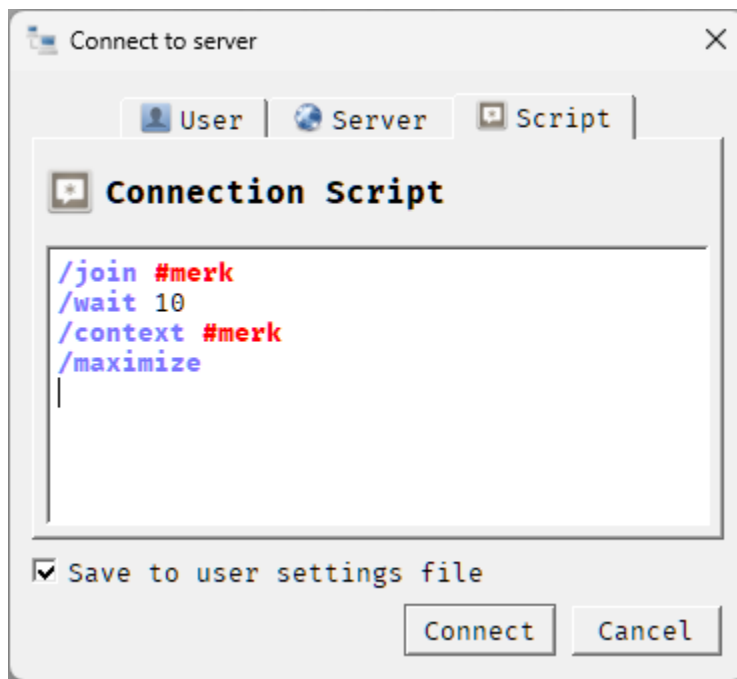 Connect to server
User
Server
Script
Connection Script
/join #merk
/wait 10
/context #merk
/maximize
Save to user settings file
Connect
Cancel